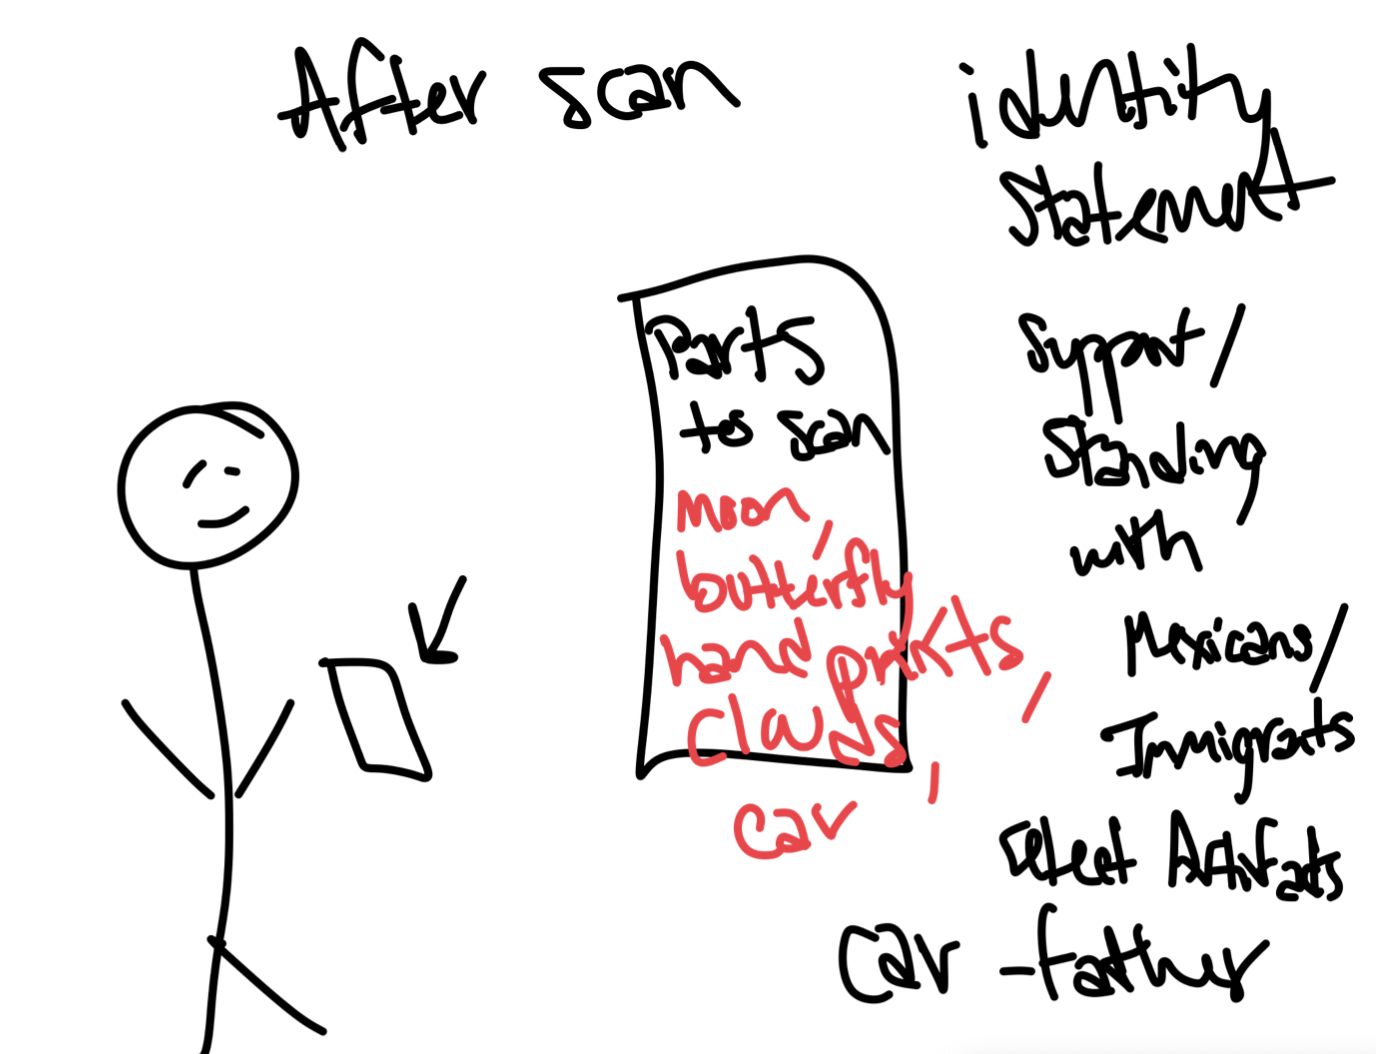 After scan
identity
statement
Parts
to scan
moon,
butterfly
hand prints,
clouds,
car
Support/
Standing
with
Mexicans/
Immigrants
select Artifacts
car - father